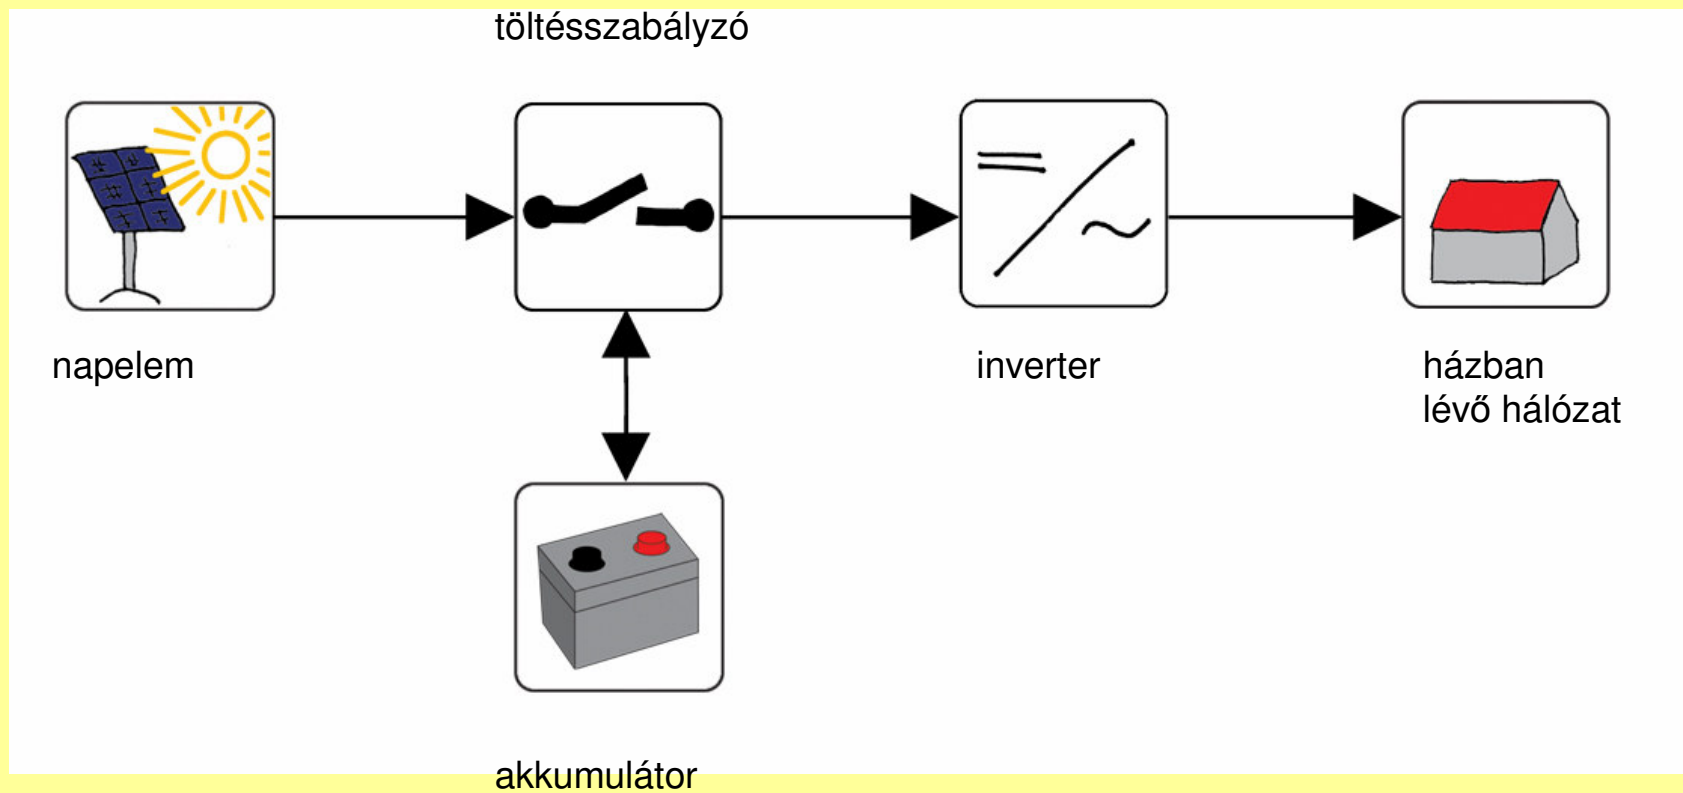 töltésszabályzó
napelem
inverter
házban
lévő hálózat
akkumulátor